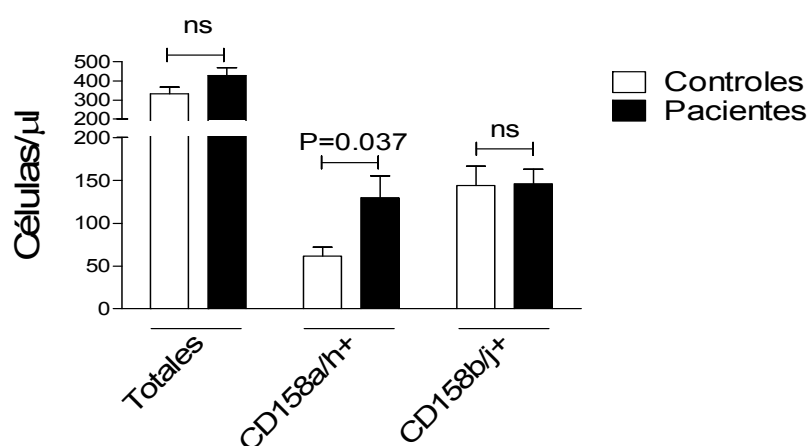 ns
500
400
300
200
200
150
100
50
0
Células/µl
P=0.037
ns
Controles
Pacientes
Totales
CD158a/h+
CD158b/j+